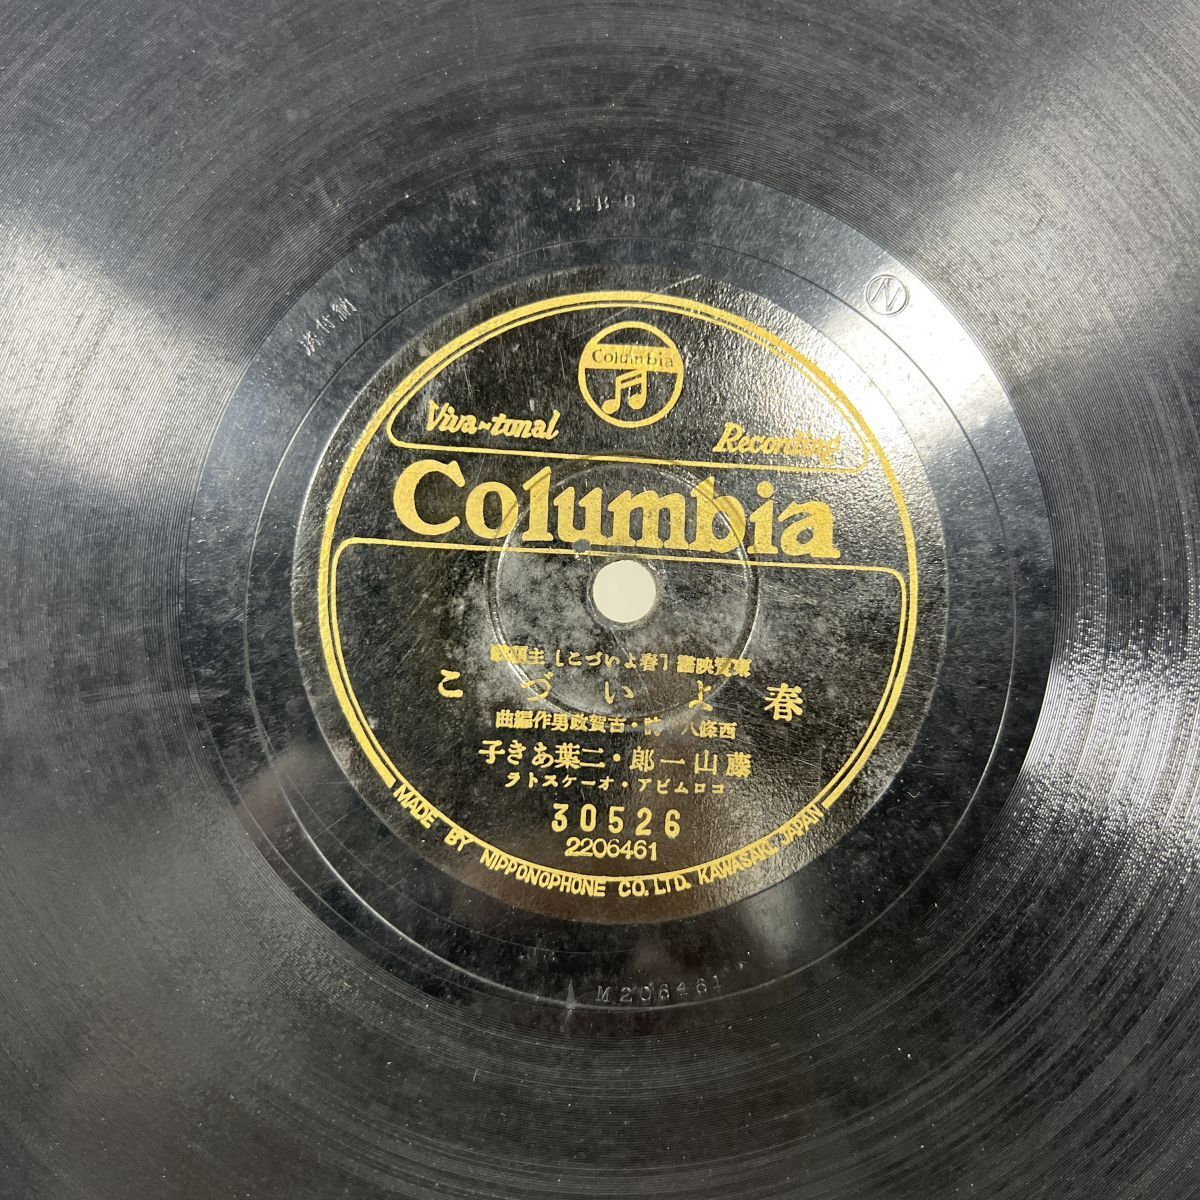 Columbia
Viva-tonal Recording
Columbia
東寶映畫［春よいづこ］主題歌
春よいづこ
西條八十詩・古賀政男作編曲
藤山一郎・二葉あき子
コロムビア・オーケストラ
30526
2206461
MADE BY NIPPONOPHONE CO. LTD. KAWASAKI, JAPAN
N
M206461